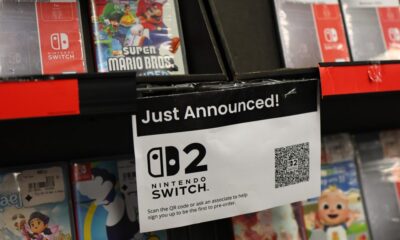 NINTENDO
SWITCH
SUPER
MARIO BROS.
Just Announced!
2
NINTENDO
SWITCH
Scan the QR code or ask an associate to help
sign you up to be the first to pre-order.